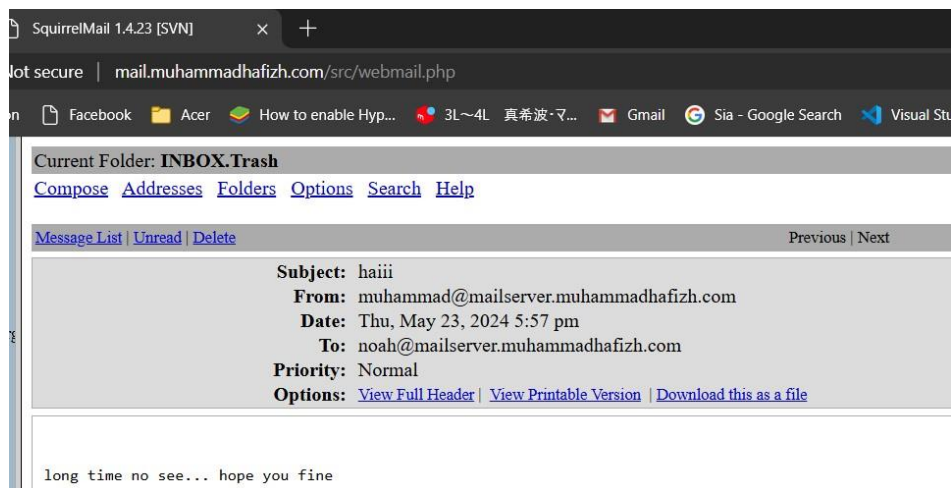 SquirrelMail 1.4.23 [SVN]
Not secure | mail.muhammadhafizh.com/src/webmail.php
Facebook Acer How to enable Hyp... 3L~4L 真希波・マ... Gmail Sia - Google Search Visual Stu
Current Folder: INBOX.Trash
Compose Addresses Folders Options Search Help
Message List | Unread | Delete Previous | Next
Subject: haiii
From: muhammad@mailserver.muhammadhafizh.com
Date: Thu, May 23, 2024 5:57 pm
To: noah@mailserver.muhammadhafizh.com
Priority: Normal
Options: View Full Header | View Printable Version | Download this as a file
long time no see... hope you fine